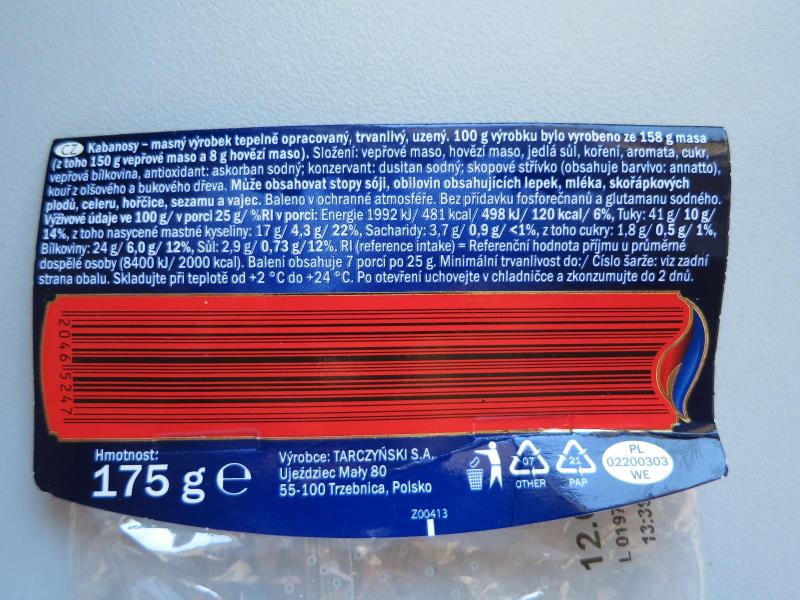 CZ Kabanosy – masný výrobek tepelně opracovaný, trvanlivý, uzený. 100 g výrobku bylo vyrobeno ze 158 g masa
(z toho 150 g vepřové maso a 8 g hovězí maso). Složení: vepřové maso, hovězí maso, jedlá sůl, koření, aromata, cukr,
vepřová bílkovina, antioxidant: askorban sodný; konzervant: dusitan sodný; skopové střívko (obsahuje barvivo: annatto),
kouř z olšového a bukového dřeva. Může obsahovat stopy sóji, obilovin obsahujících lepek, mléka, skořápkových
plodů, celeru, hořčice, sezamu a vajec. Baleno v ochranné atmosféře. Bez přídavku fosforečnanů a glutamanu sodného.
Výživové údaje ve 100 g/ v porci 25 g/ %RI v porci: Energie 1992 kJ/ 481 kcal/ 498 kJ/ 120 kcal/ 6%, Tuky: 41 g/ 10 g/
14%, z toho nasycené mastné kyseliny: 17 g/ 4,3 g/ 22%, Sacharidy: 3,7 g/ 0,9 g/ <1%, z toho cukry: 1,8 g/ 0,5 g/ 1%,
Bílkoviny: 24 g/ 6,0 g/ 12%, Sůl: 2,9 g/ 0,73 g/ 12%. RI (reference intake) = Referenční hodnota příjmu u průměrné
dospělé osoby (8400 kJ/ 2000 kcal). Balení obsahuje 7 porcí po 25 g. Minimální trvanlivost do:/ Číslo šarže: viz zadní
strana obalu. Skladujte při teplotě od +2 °C do +24 °C. Po otevření uchovejte v chladničce a zkonzumujte do 2 dnů.
20465247
Hmotnost:
175 g e
Výrobce: TARCZYŃSKI S.A.
Ujeździec Mały 80
55-100 Trzebnica, Polsko
07
OTHER
21
PAP
PL
02200303
WE
Z00413
12.
L 0197
13:39